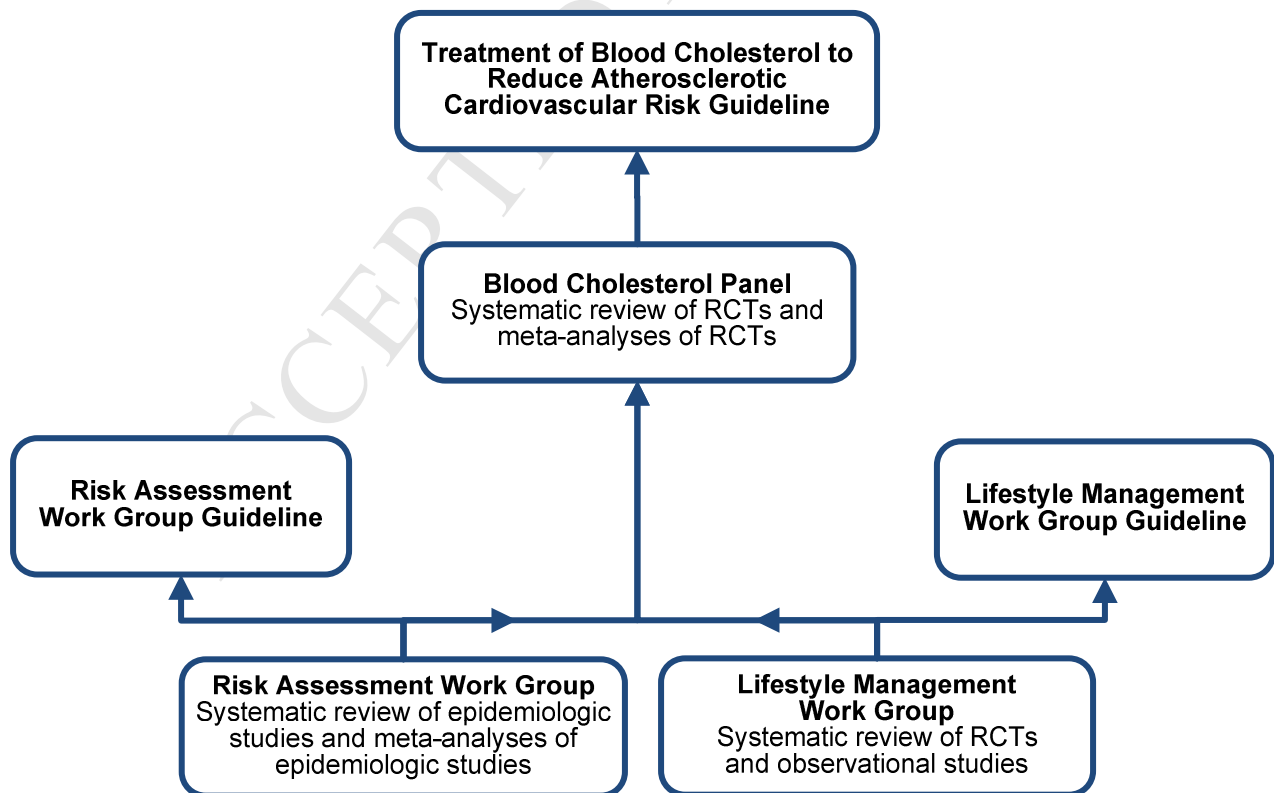 Treatment of Blood Cholesterol to
Reduce Atherosclerotic
Cardiovascular Risk Guideline
Blood Cholesterol Panel
Systematic review of RCTs and
meta-analyses of RCTs
Risk Assessment
Work Group Guideline
Lifestyle Management
Work Group Guideline
Risk Assessment Work Group
Systematic review of epidemiologic
studies and meta-analyses of
epidemiologic studies
Lifestyle Management
Work Group
Systematic review of RCTs
and observational studies